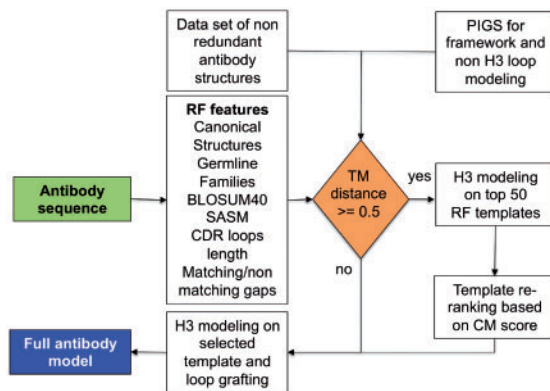 Data set of non
redundant
antibody
structures
PIGS for
framework and
non H3 loop
modeling
RF features
Canonical
Structures
Germline
Families
BLOSUM40
SASM
CDR loops
length
Matching/non
matching gaps
Antibody
sequence
TM
distance
>= 0.5
yes
no
H3 modeling
on top 50
RF templates
Template re-
ranking based
on CM score
H3 modeling on
selected
template and
loop grafting
Full antibody
model